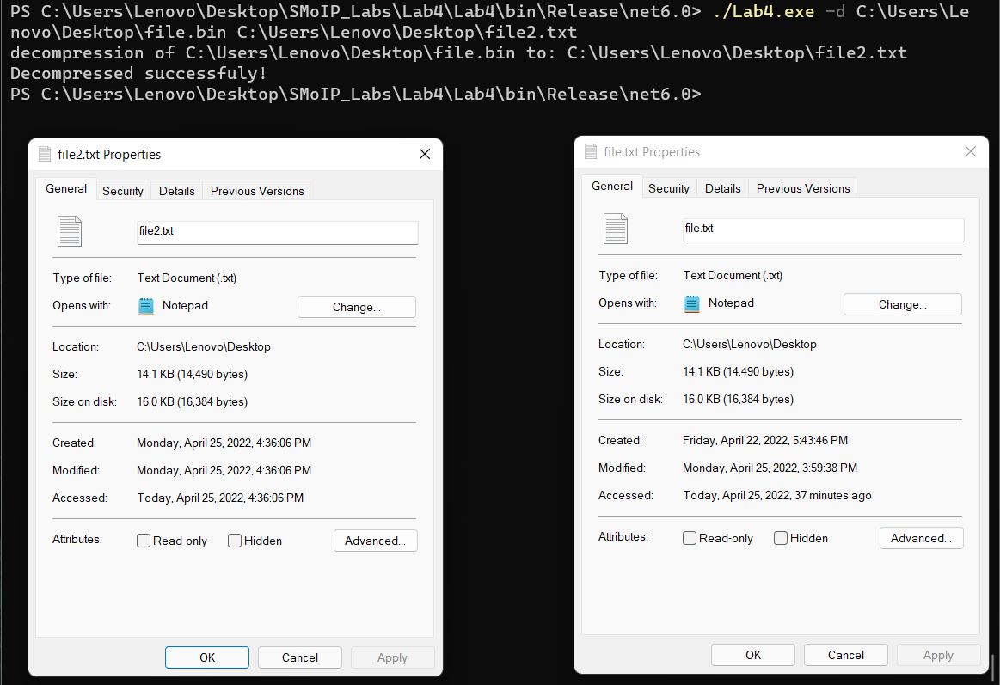 PS C:\Users\Lenovo\Desktop\SMoIP_Labs\Lab4\Lab4\bin\Release\net6.0> ./Lab4.exe -d C:\Users\Le
novo\Desktop\file.bin C:\Users\Lenovo\Desktop\file2.txt
decompression of C:\Users\Lenovo\Desktop\file.bin to: C:\Users\Lenovo\Desktop\file2.txt
Decompressed successfuly!
PS C:\Users\Lenovo\Desktop\SMoIP_Labs\Lab4\Lab4\bin\Release\net6.0>
file2.txt Properties
General Security Details Previous Versions
file2.txt
Type of file: Text Document (.txt)
Opens with: Notepad Change...
Location: C:\Users\Lenovo\Desktop
Size: 14.1 KB (14,490 bytes)
Size on disk: 16.0 KB (16,384 bytes)
Created: Monday, April 25, 2022, 4:36:06 PM
Modified: Monday, April 25, 2022, 4:36:06 PM
Accessed: Today, April 25, 2022, 4:36:06 PM
Attributes: Read-only Hidden Advanced...
OK Cancel Apply
file.txt Properties
General Security Details Previous Versions
file.txt
Type of file: Text Document (.txt)
Opens with: Notepad Change...
Location: C:\Users\Lenovo\Desktop
Size: 14.1 KB (14,490 bytes)
Size on disk: 16.0 KB (16,384 bytes)
Created: Friday, April 22, 2022, 5:43:46 PM
Modified: Monday, April 25, 2022, 3:59:38 PM
Accessed: Today, April 25, 2022, 37 minutes ago
Attributes: Read-only Hidden Advanced...
OK Cancel Apply